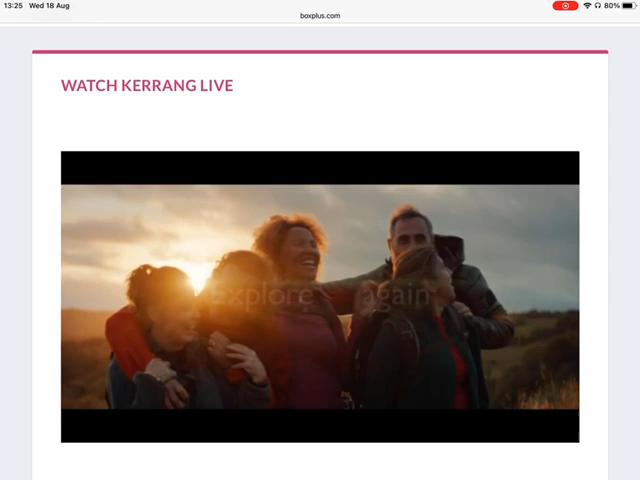 13:25 Wed 18 Aug
80%
boxplus.com
WATCH KERRANG LIVE
Explore again